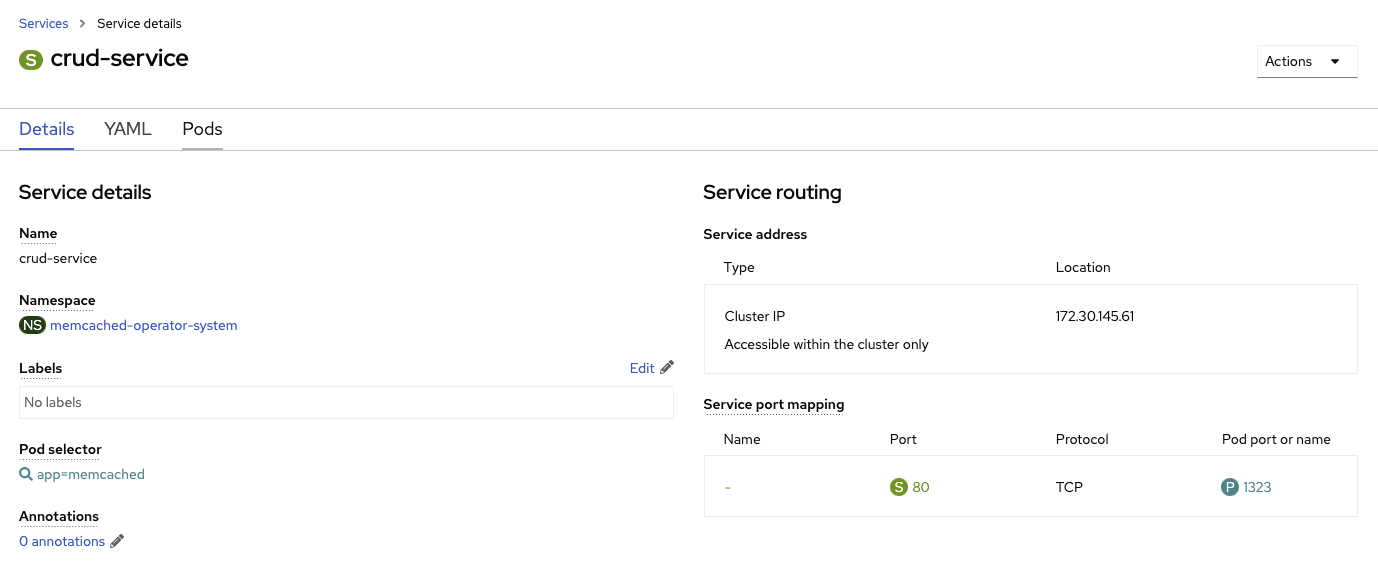 Services > Service details
S crud-service
Actions
Details YAML Pods
Service details
Name
crud-service
Namespace
NS memcached-operator-system
Labels Edit
No labels
Pod selector
app=memcached
Annotations
0 annotations
Service routing
Service address
Type Location
Cluster IP 172.30.145.61
Accessible within the cluster only
Service port mapping
Name Port Protocol Pod port or name
- S 80 TCP P 1323